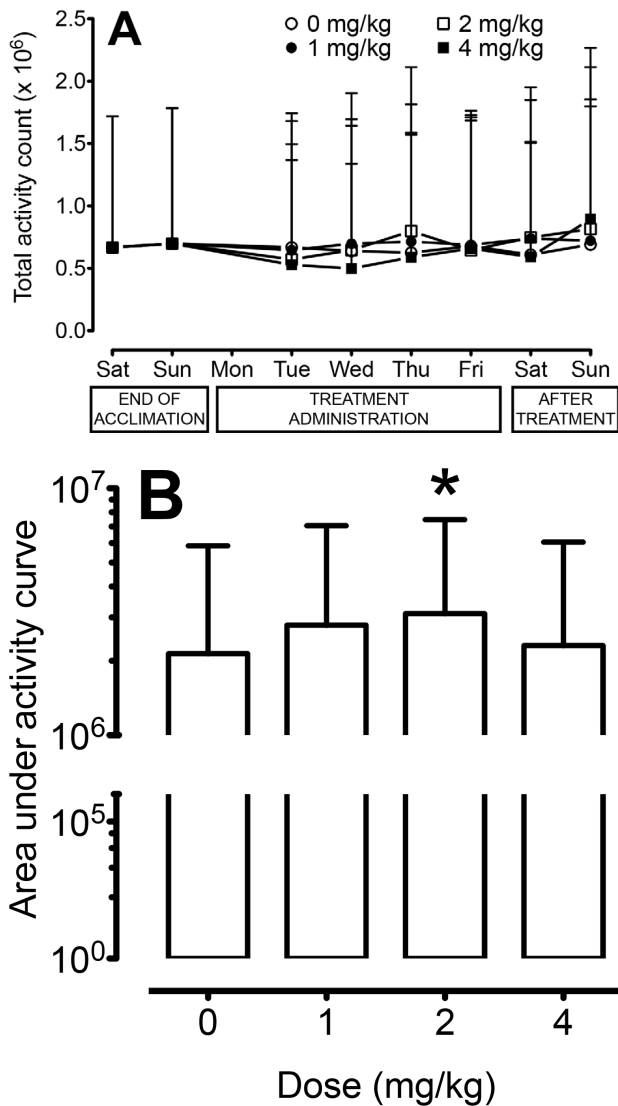 A
0 mg/kg
2 mg/kg
1 mg/kg
4 mg/kg
Total activity count (x 10⁶)
2.5
2.0
1.5
1.0
0.5
0.0
Sat Sun Mon Tue Wed Thu Fri Sat Sun
END OF ACCLIMATION
TREATMENT ADMINISTRATION
AFTER TREATMENT
B
*
Area under activity curve
10⁷
10⁶
10⁵
10⁰
0 1 2 4
Dose (mg/kg)